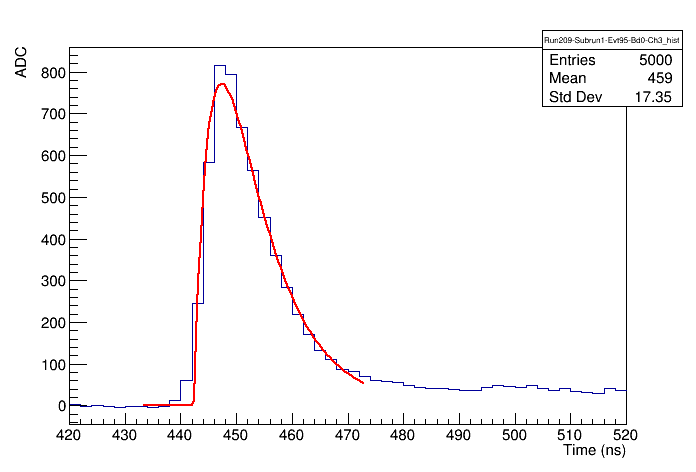 Run209-Subrun1-Evt95-Bd0-Ch3_hist
Entries 5000
Mean 459
Std Dev 17.35
ADC
800
700
600
500
400
300
200
100
0
420 430 440 450 460 470 480 490 500 510 520
Time (ns)